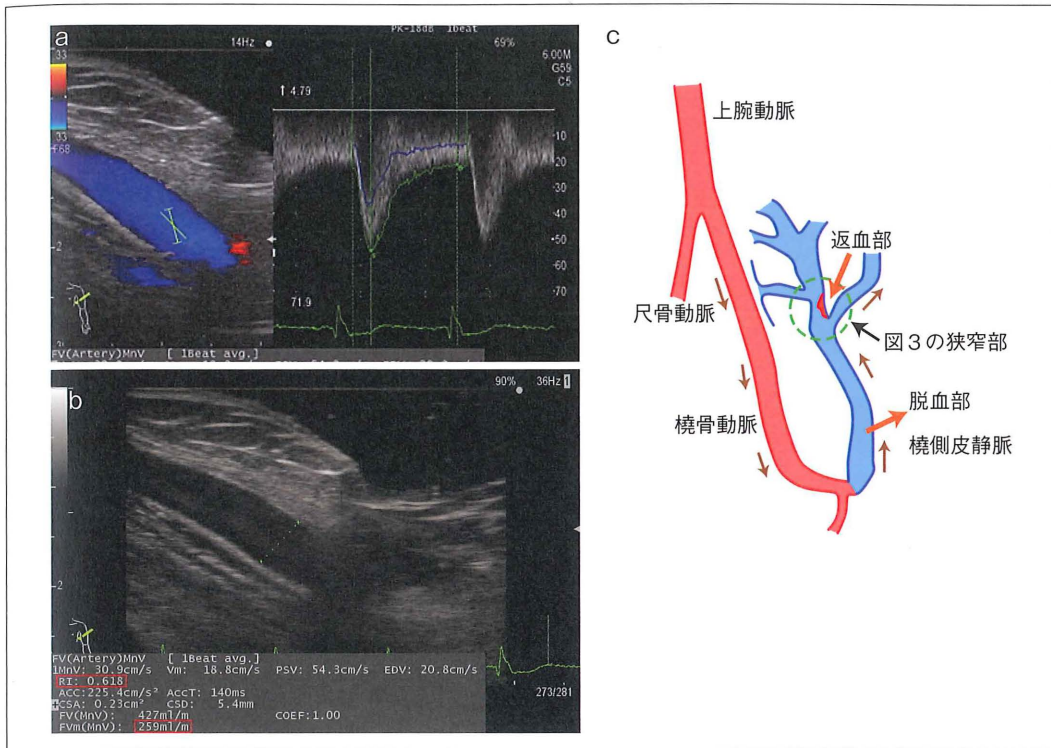 a
PK-18dB 1beat
14Hz
69%
33
33
F68
6.00M
G59
C5
4.79
10
20
30
40
50
60
70
71.9
2
FV(Artery)MnV [ 1Beat avg.]
b
90% 36Hz 1
2
FV(Artery)MnV [ 1Beat avg.]
1MnV: 30.9cm/s Vm: 18.8cm/s PSV: 54.3cm/s EDV: 20.8cm/s
RI: 0.618
ACC:225.4cm/s² AccT: 140ms
CSA: 0.23cm² CSD: 5.4mm
FV(MnV): 427ml/m COEF:1.00
FVm(MnV): 259ml/m
273/281
c
上腕動脈
返血部
尺骨動脈
図3の狭窄部
脱血部
橈骨動脈
橈側皮静脈